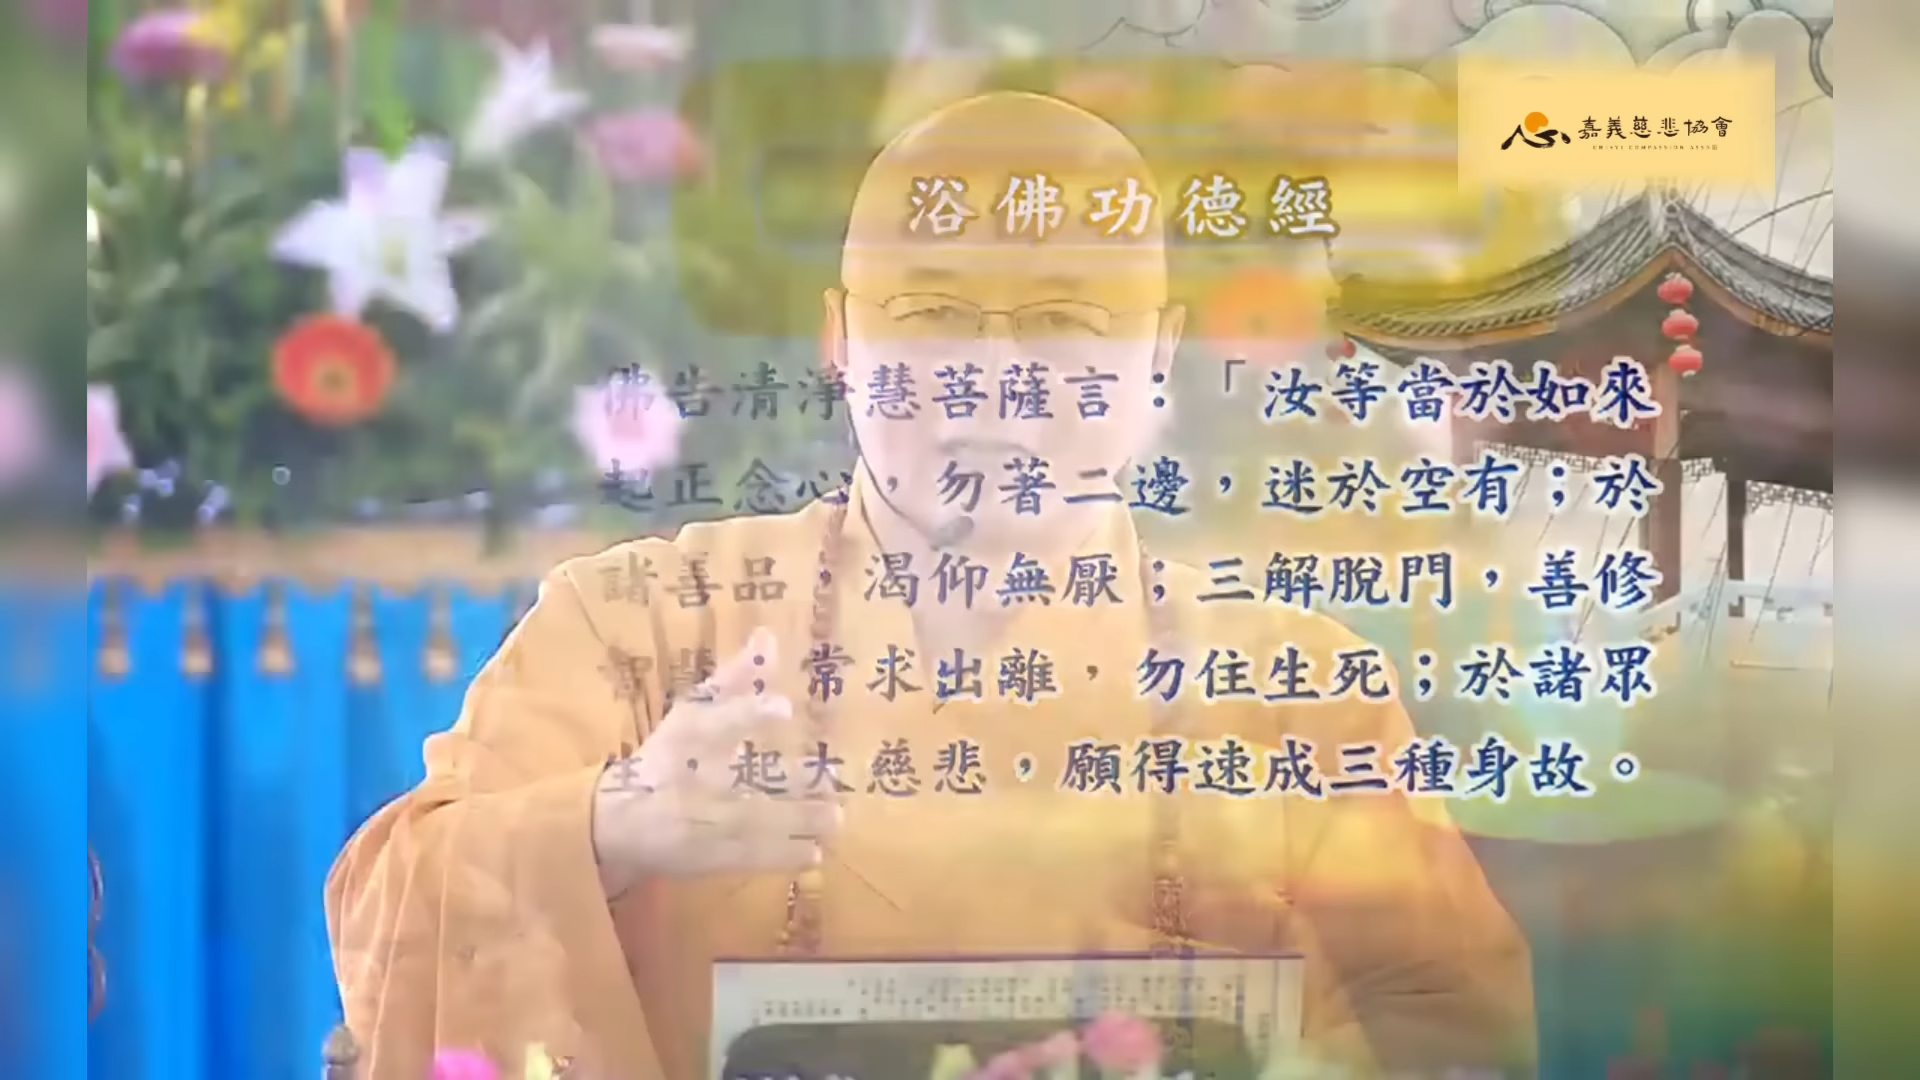 嘉義慈悲協會
浴佛功德經
佛告清淨慧菩薩言：「汝等當於如來
起正念心，勿著二邊，迷於空有；於
諸善品，渴仰無厭；三解脫門，善修
智慧；常求出離，勿住生死；於諸眾
生，起大慈悲，願得速成三種身故。